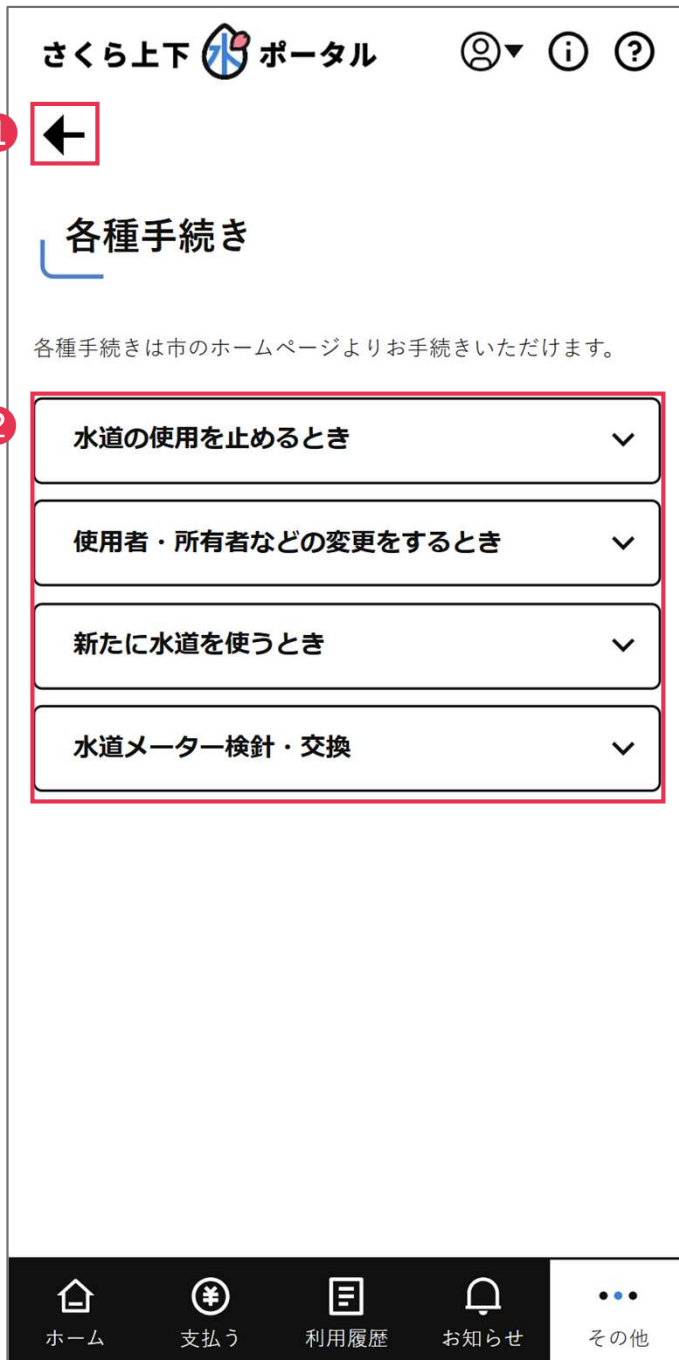 さくら上下水ポータル
1
各種手続き
各種手続きは市のホームページよりお手続きいただけます。
2
水道の使用を止めるとき
使用者・所有者などの変更をするとき
新たに水道を使うとき
水道メーター検針・交換
ホーム 支払う 利用履歴 お知らせ その他